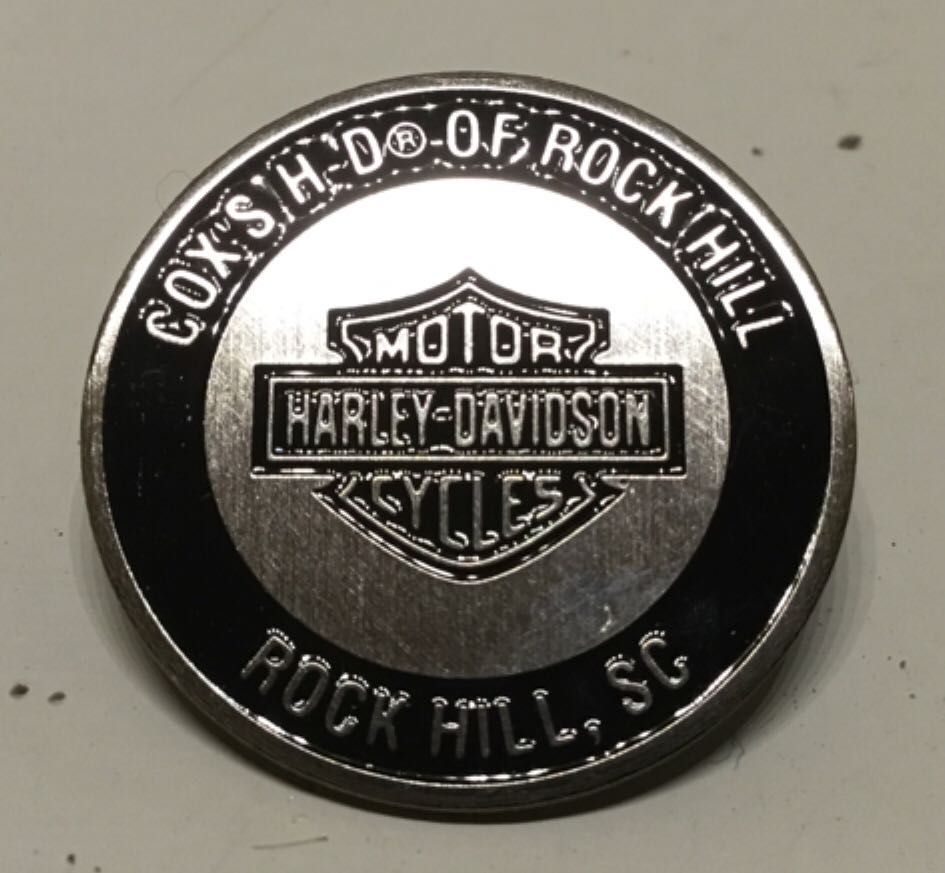 COX'S H-D® OF ROCK HILL
MOTOR
HARLEY-DAVIDSON
CYCLES
ROCK HILL, SC